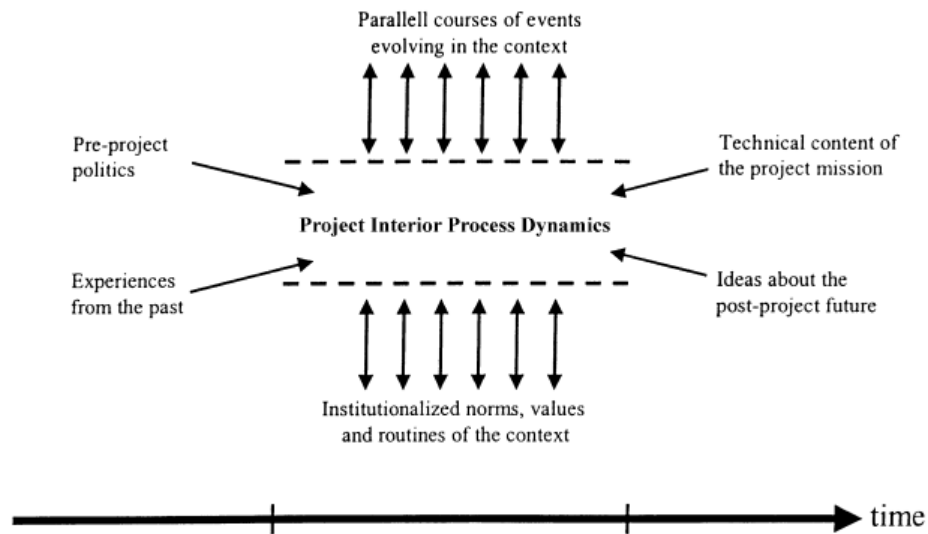 Parallell courses of events
evolving in the context
Pre-project
politics
Technical content of
the project mission
Project Interior Process Dynamics
Experiences
from the past
Ideas about the
post-project future
Institutionalized norms, values
and routines of the context
time